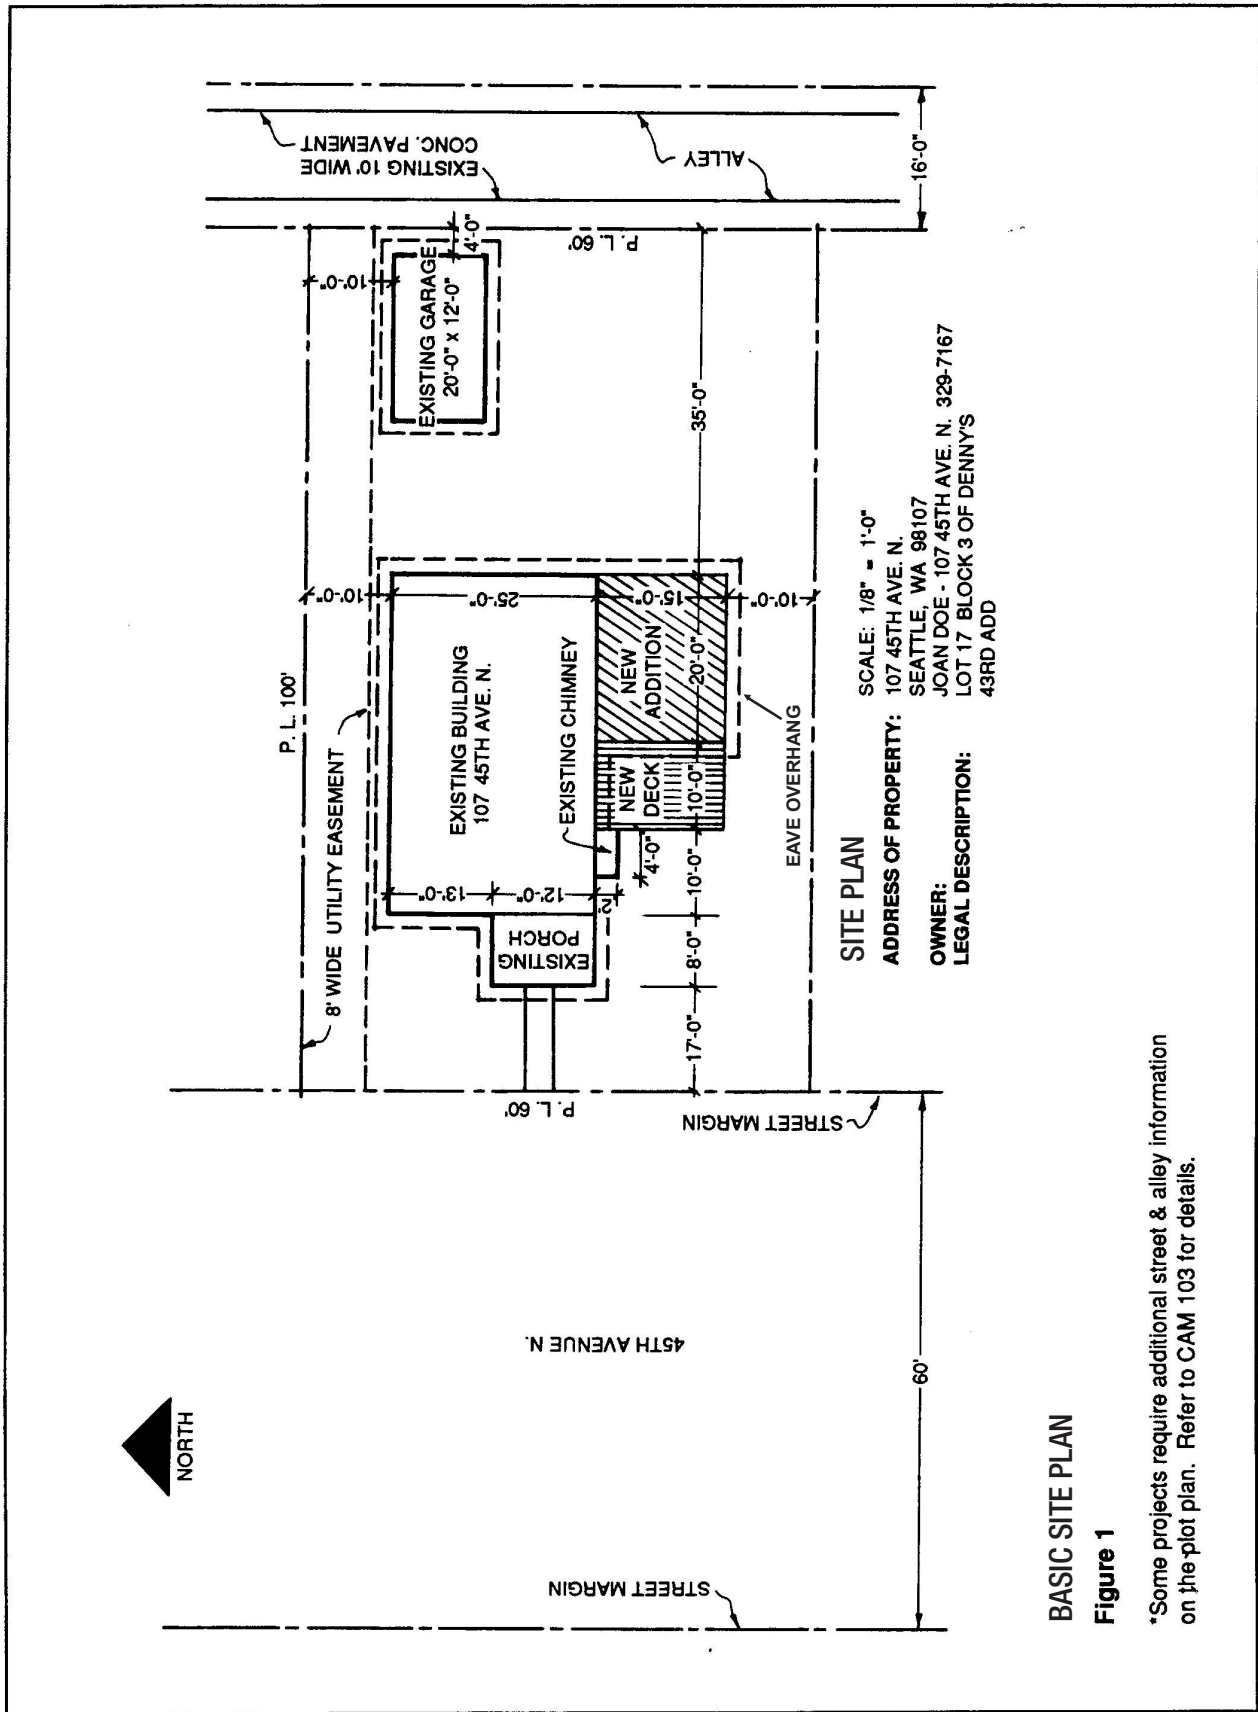 NORTH
P. L. 100'
8' WIDE UTILITY EASEMENT
10'-0"
10'-0"
EXISTING 10' WIDE
CONC. PAVEMENT
ALLEY
16'-0"
EXISTING GARAGE
20'-0" x 12'-0"
4'-0"
P. L. 60'
EXISTING BUILDING
107 45TH AVE. N.
25'-0"
13'-0"
12'-0"
2'
EXISTING
PORCH
EXISTING CHIMNEY
NEW
DECK
NEW
ADDITION
15'-0"
10'-0"
4'-0"
17'-0"
8'-0"
10'-0"
10'-0"
20'-0"
35'-0"
P. L. 60'
STREET MARGIN
EAVE OVERHANG
45TH AVENUE N.
STREET MARGIN
60'
SITE PLAN
SCALE: 1/8" = 1'-0"
ADDRESS OF PROPERTY: 107 45TH AVE. N.
SEATTLE, WA 98107
OWNER: JOAN DOE - 107 45TH AVE. N. 329-7167
LEGAL DESCRIPTION: LOT 17 BLOCK 3 OF DENNY'S
43RD ADD
BASIC SITE PLAN
Figure 1
*Some projects require additional street & alley information
on the plot plan. Refer to CAM 103 for details.